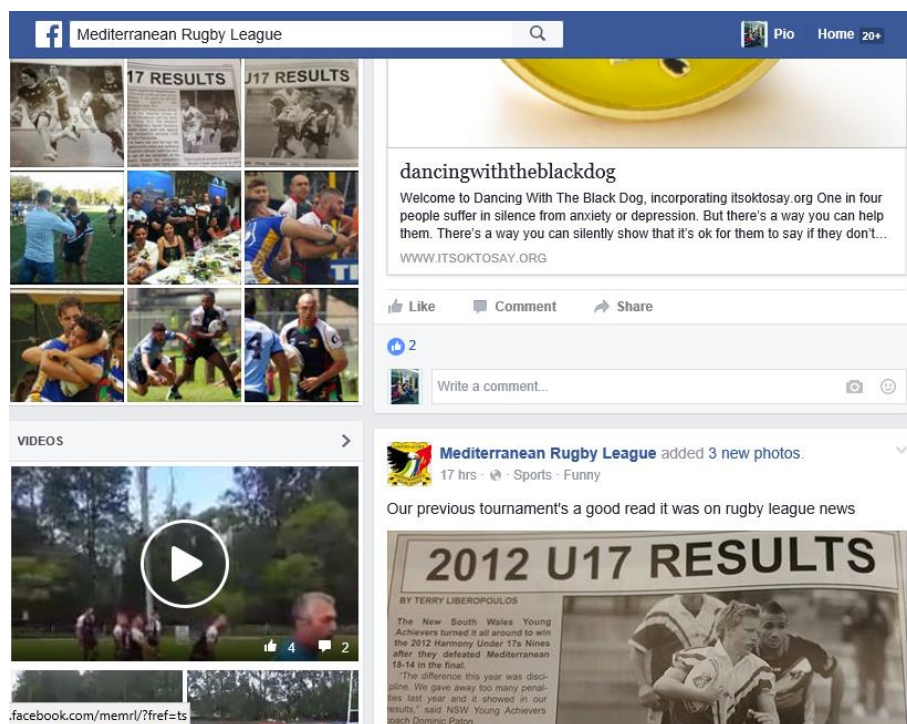 Mediterranean Rugby League
Pio
Home 20+
17 RESULTS
U17 RESULTS
VIDEOS
4
2
.facebook.com/memrl/?fref=ts
dancingwiththeblackdog
Welcome to Dancing With The Black Dog, incorporating itsoktosay.org One in four
people suffer in silence from anxiety or depression. But there's a way you can help
them. There's a way you can silently show that it's ok for them to say if they don't...
WWW.ITSOKTOSAY.ORG
Like Comment Share
2
Write a comment...
Mediterranean Rugby League added 3 new photos.
17 hrs · Sports · Funny
Our previous tournament's a good read it was on rugby league news
2012 U17 RESULTS
BY TERRY LIBEROPOULOS
The New South Wales Young
Achievers turned it all around to win
the 2012 Harmony Under 17s Nines
after they defeated Mediterranean
18-14 in the final.
"The difference this year was disci-
pline. We gave away too many penal-
ties last year and it showed in our
results," said NSW Young Achievers
coach Dominic Paton